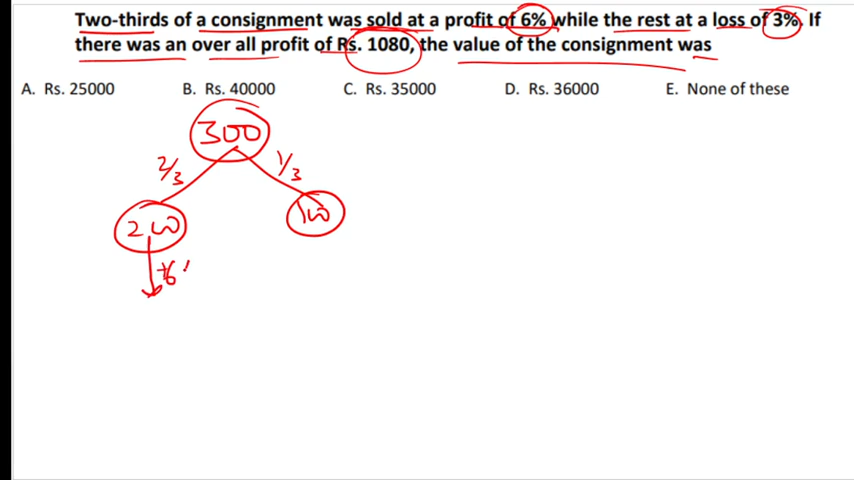 Two-thirds of a consignment was sold at a profit of 6% while the rest at a loss of 3%. If
there was an over all profit of Rs. 1080, the value of the consignment was
A. Rs. 25000 B. Rs. 40000 C. Rs. 35000 D. Rs. 36000 E. None of these
300
2/3 1/3
200 100
+6